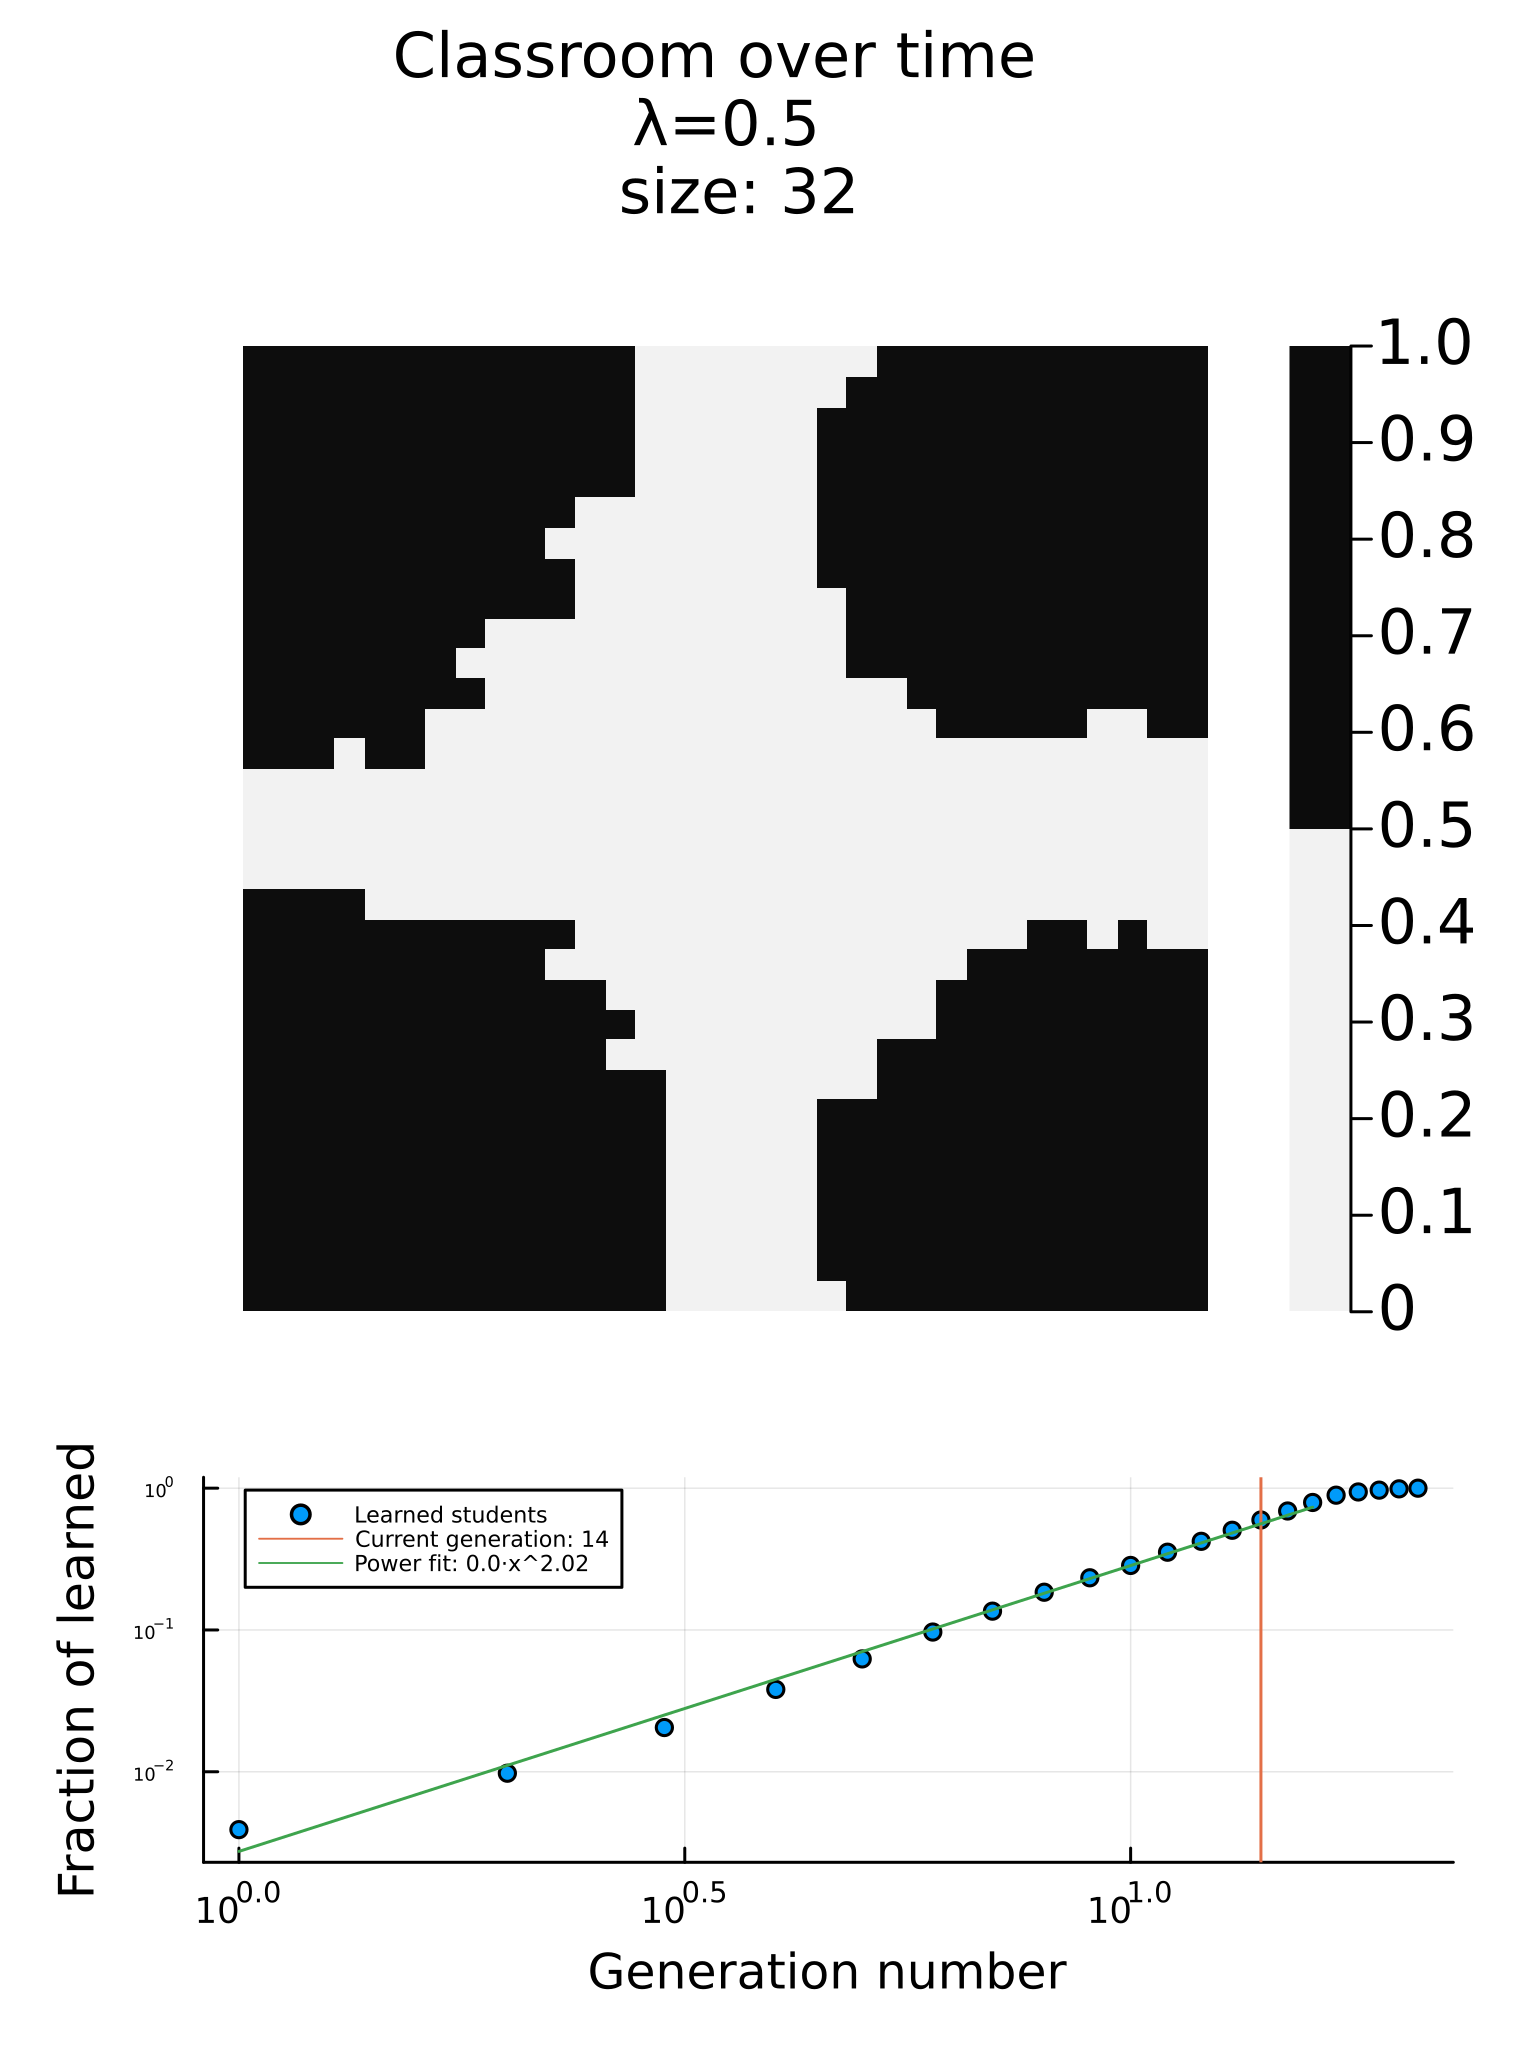 Classroom over time
λ=0.5
size: 32
1.0
0.9
0.8
0.7
0.6
0.5
0.4
0.3
0.2
0.1
0
Fraction of learned
10⁰
10⁻¹
10⁻²
Learned students
Current generation: 14
Power fit: 0.0·x^2.02
10^0.0 10^0.5 10^1.0
Generation number